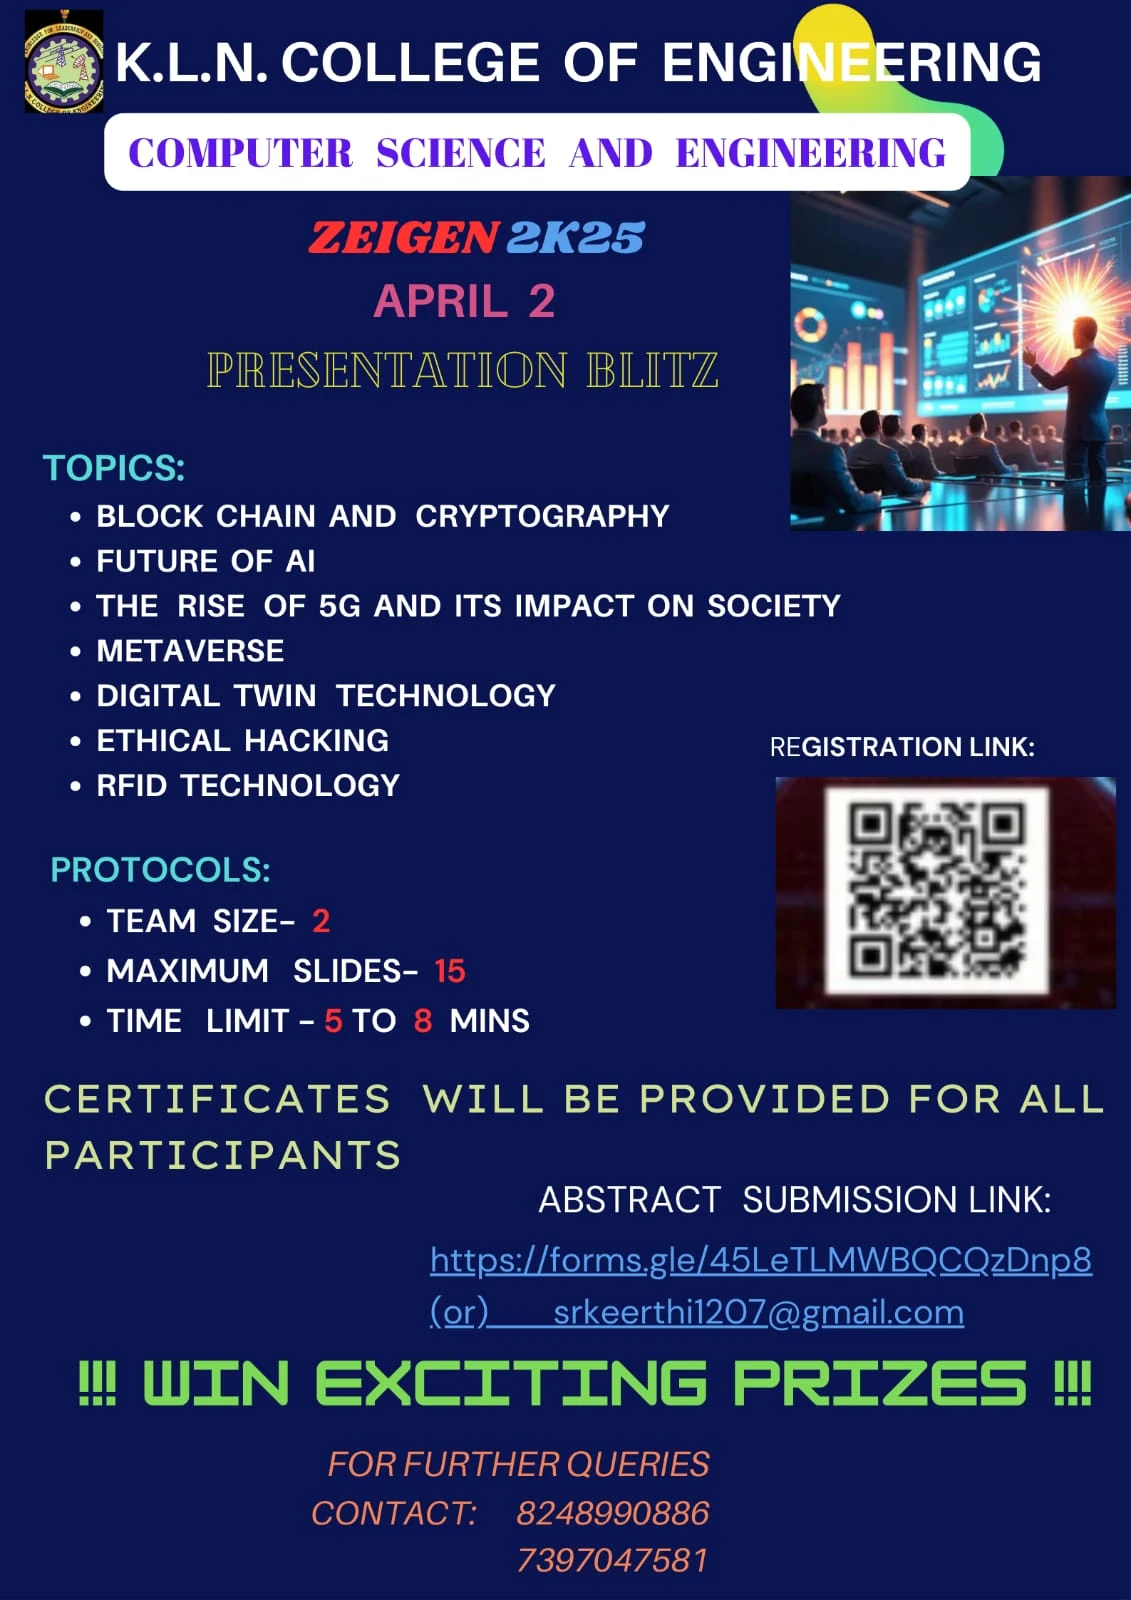 K.L.N. COLLEGE OF ENGINEERING
COMPUTER SCIENCE AND ENGINEERING
ZEIGEN 2K25
APRIL 2
PRESENTATION BLITZ
TOPICS:
• BLOCK CHAIN AND CRYPTOGRAPHY
• FUTURE OF AI
• THE RISE OF 5G AND ITS IMPACT ON SOCIETY
• METAVERSE
• DIGITAL TWIN TECHNOLOGY
• ETHICAL HACKING
• RFID TECHNOLOGY
REGISTRATION LINK:
PROTOCOLS:
• TEAM SIZE– 2
• MAXIMUM SLIDES– 15
• TIME LIMIT – 5 TO 8 MINS
CERTIFICATES WILL BE PROVIDED FOR ALL
PARTICIPANTS
ABSTRACT SUBMISSION LINK:
https://forms.gle/45LeTLMWBQCQzDnp8
(or) srkeerthi1207@gmail.com
!!! WIN EXCITING PRIZES !!!
FOR FURTHER QUERIES
CONTACT: 8248990886
7397047581